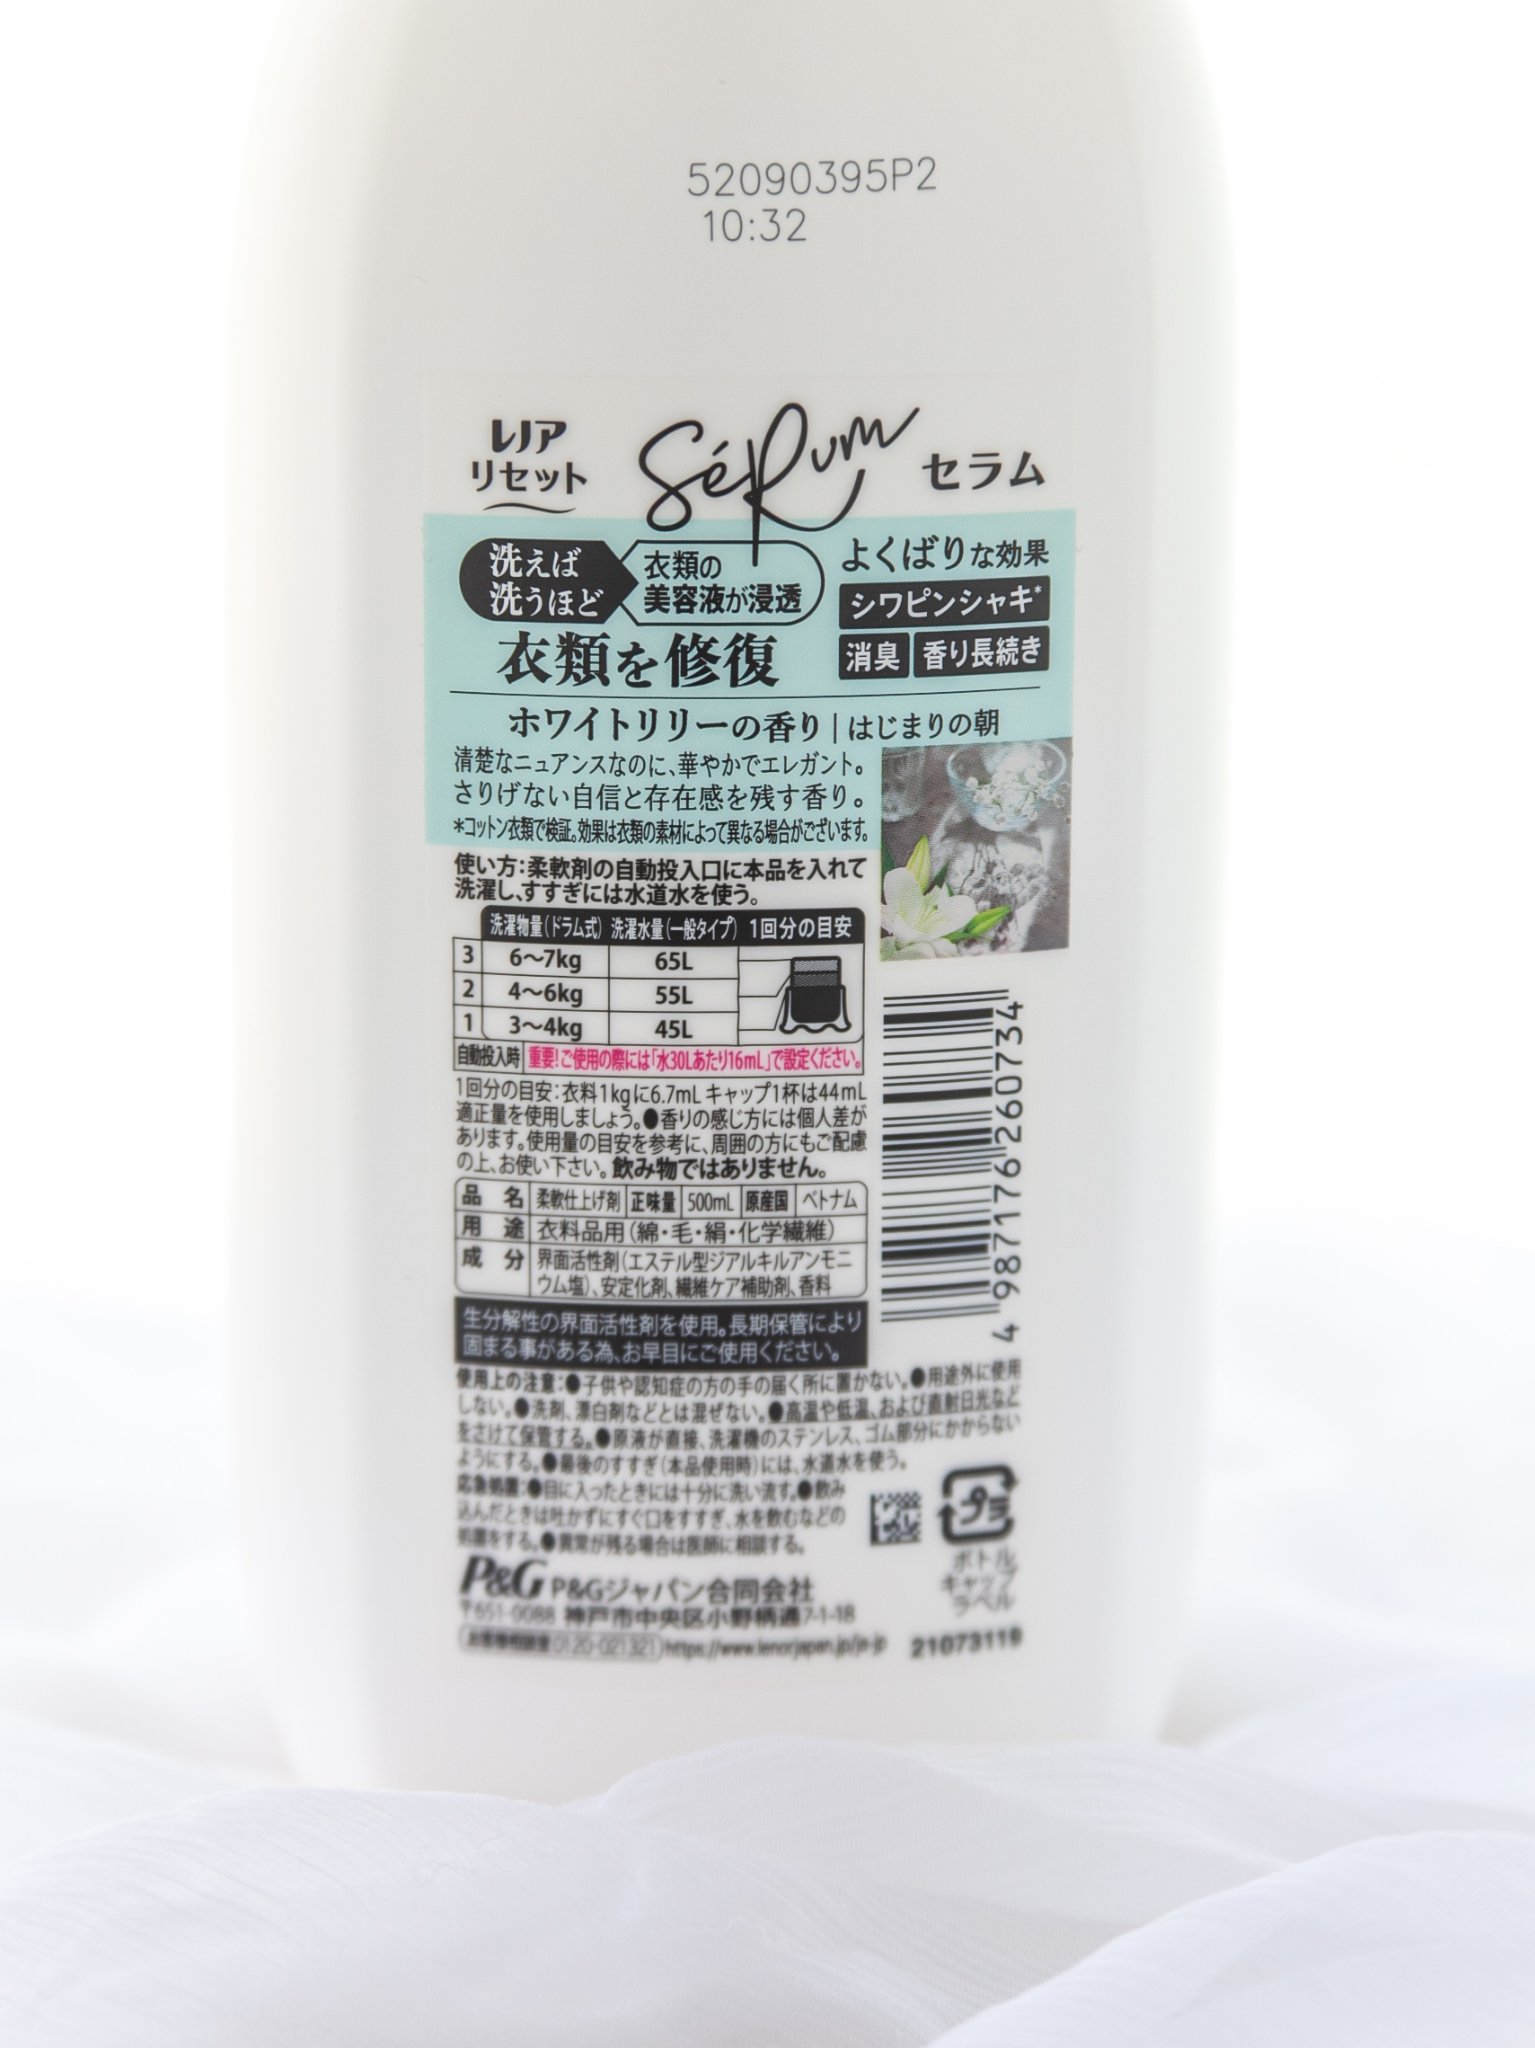 52090395P2
10:32
レノア
リセット
SéRum
セラム
洗えば
洗うほど
衣類の
美容液が浸透
衣類を修復
よくばりな効果
シワピンシャキ*
消臭 香り長続き
ホワイトリリーの香り|はじまりの朝
清楚なニュアンスなのに、華やかでエレガント。
さりげない自信と存在感を残す香り。
*コットン衣類で検証。効果は衣類の素材によって異なる場合がございます。
使い方:柔軟剤の自動投入口に本品を入れて
洗濯し、すすぎには水道水を使う。
洗濯物量(ドラム式) 洗濯水量(一般タイプ) 1回分の目安
3 6〜7kg 65L
2 4〜6kg 55L
1 3〜4kg 45L
自動投入時 重要!ご使用の際には「水30Lあたり16mL」で設定ください。
1回分の目安:衣料1kgに6.7mL キャップ1杯は44mL
適正量を使用しましょう。●香りの感じ方には個人差が
あります。使用量の目安を参考に、周囲の方にもご配慮
の上、お使い下さい。飲み物ではありません。
品名 柔軟仕上げ剤 正味量 500mL 原産国 ベトナム
用途 衣料品用(綿・毛・絹・化学繊維)
成分 界面活性剤(エステル型ジアルキルアンモニ
ウム塩)、安定化剤、繊維ケア補助剤、香料
生分解性の界面活性剤を使用。長期保管により
固まる事がある為、お早目にご使用ください。
4 987176 260734
使用上の注意:●子供や認知症の方の手の届く所に置かない。●用途外に使用
しない。●洗剤、漂白剤などとは混ぜない。●高温や低温、および直射日光など
をさけて保管する。●原液が直接、洗濯機のステンレス、ゴム部分にかからない
ようにする。●最後のすすぎ(本品使用時)には、水道水を使う。
応急処置:●目に入ったときには十分に洗い流す。●飲み
込んだときは吐かずにすぐ口をすすぎ、水を飲むなどの
処置をする。●異常が残る場合は医師に相談する。
プラ
ボトル
キャップ
ラベル
P&G P&Gジャパン合同会社
〒651-0088 神戸市中央区小野柄通7-1-18
お客様相談室 0120-021321 https://www.lenorjapan.jp/ja-jp
21073119